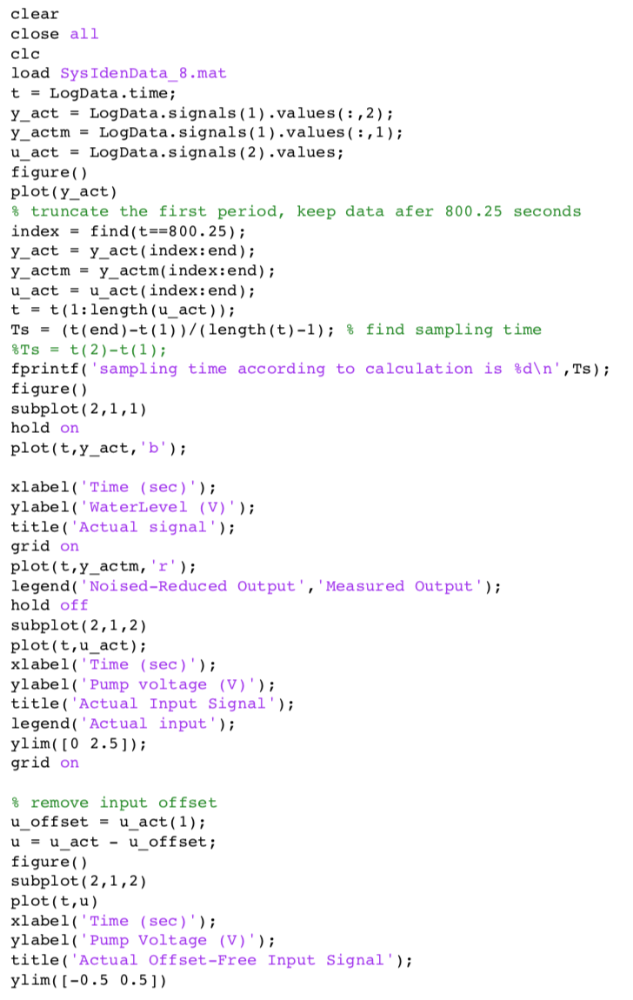 clear
close all
clc
load SysIdenData_8.mat
t = LogData.time;
y_act = LogData.signals(1).values(:,2);
y_actm = LogData.signals(1).values(:,1);
u_act = LogData.signals(2).values;
figure()
plot(y_act)
% truncate the first period, keep data afer 800.25 seconds
index = find(t==800.25);
y_act = y_act(index:end);
y_actm = y_actm(index:end);
u_act = u_act(index:end);
t = t(1:length(u_act));
Ts = (t(end)-t(1))/(length(t)-1); % find sampling time
%Ts = t(2)-t(1);
fprintf('sampling time according to calculation is %d\n',Ts);
figure()
subplot(2,1,1)
hold on
plot(t,y_act,'b');
xlabel('Time (sec)');
ylabel('WaterLevel (V)');
title('Actual signal');
grid on
plot(t,y_actm,'r');
legend('Noised-Reduced Output','Measured Output');
hold off
subplot(2,1,2)
plot(t,u_act);
xlabel('Time (sec)');
ylabel('Pump voltage (V)');
title('Actual Input Signal');
legend('Actual input');
ylim([0 2.5]);
grid on
% remove input offset
u_offset = u_act(1);
u = u_act - u_offset;
figure()
subplot(2,1,2)
plot(t,u)
xlabel('Time (sec)');
ylabel('Pump Voltage (V)');
title('Actual Offset-Free Input Signal');
ylim([-0.5 0.5])